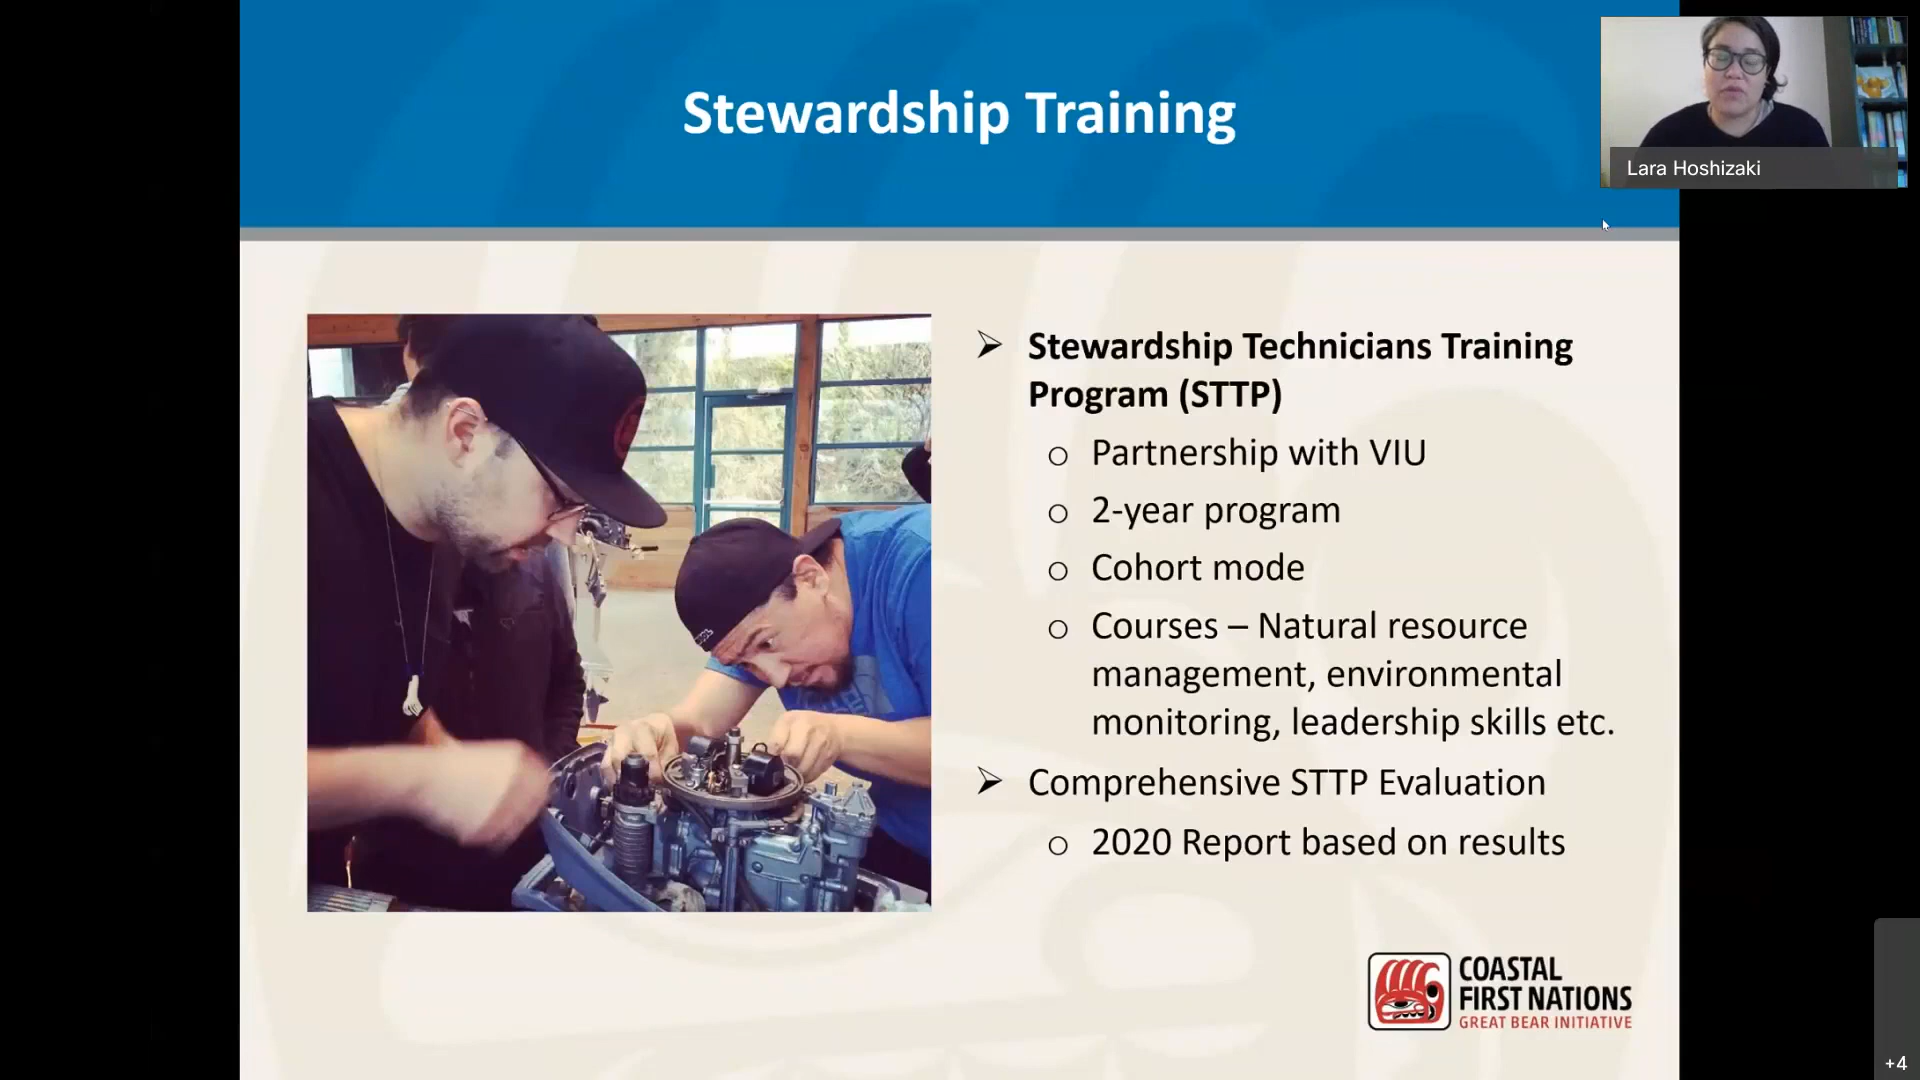 Stewardship Training
Lara Hoshizaki
➢ Stewardship Technicians Training
Program (STTP)
o Partnership with VIU
o 2-year program
o Cohort mode
o Courses – Natural resource
management, environmental
monitoring, leadership skills etc.
➢ Comprehensive STTP Evaluation
o 2020 Report based on results
COASTAL
FIRST NATIONS
GREAT BEAR INITIATIVE
+4